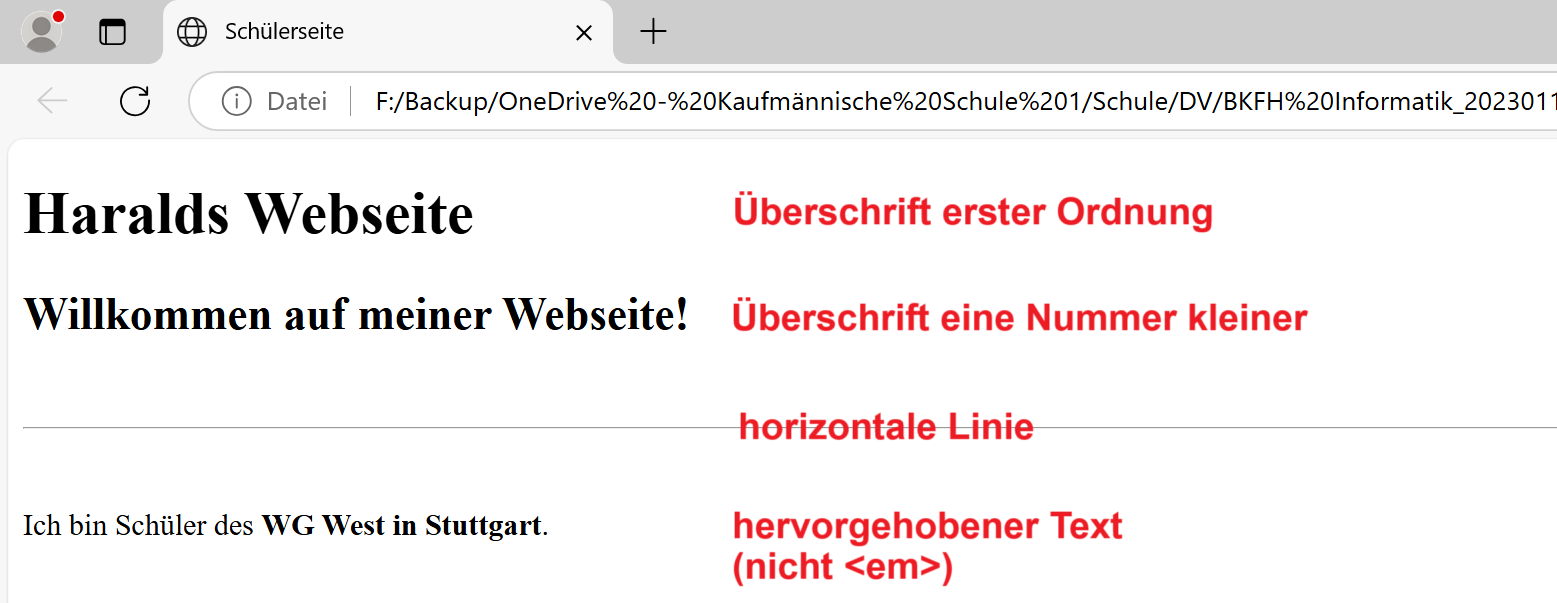 Schülerseite
Datei F:/Backup/OneDrive%20-%20Kaufmännische%20Schule%201/Schule/DV/BKFH%20Informatik_2023011
Haralds Webseite Überschrift erster Ordnung
Willkommen auf meiner Webseite! Überschrift eine Nummer kleiner
horizontale Linie
Ich bin Schüler des WG West in Stuttgart. hervorgehobener Text
(nicht <em>)